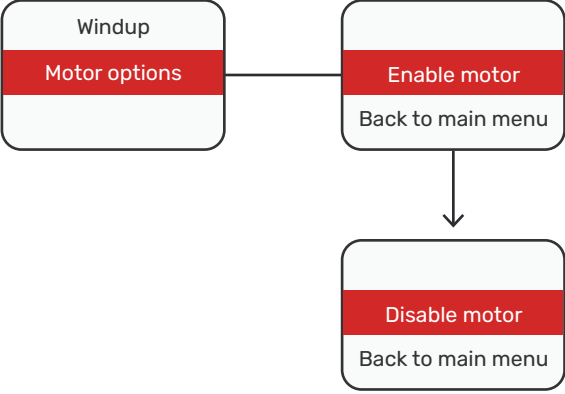 Windup
Motor options
Enable motor
Back to main menu
Disable motor
Back to main menu